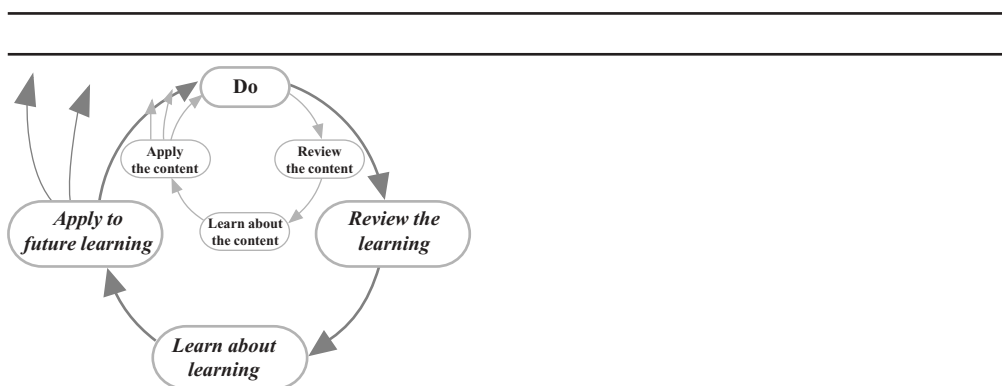 Do
Apply
the content
Review
the content
Learn about
the content
Apply to
future learning
Review the
learning
Learn about
learning